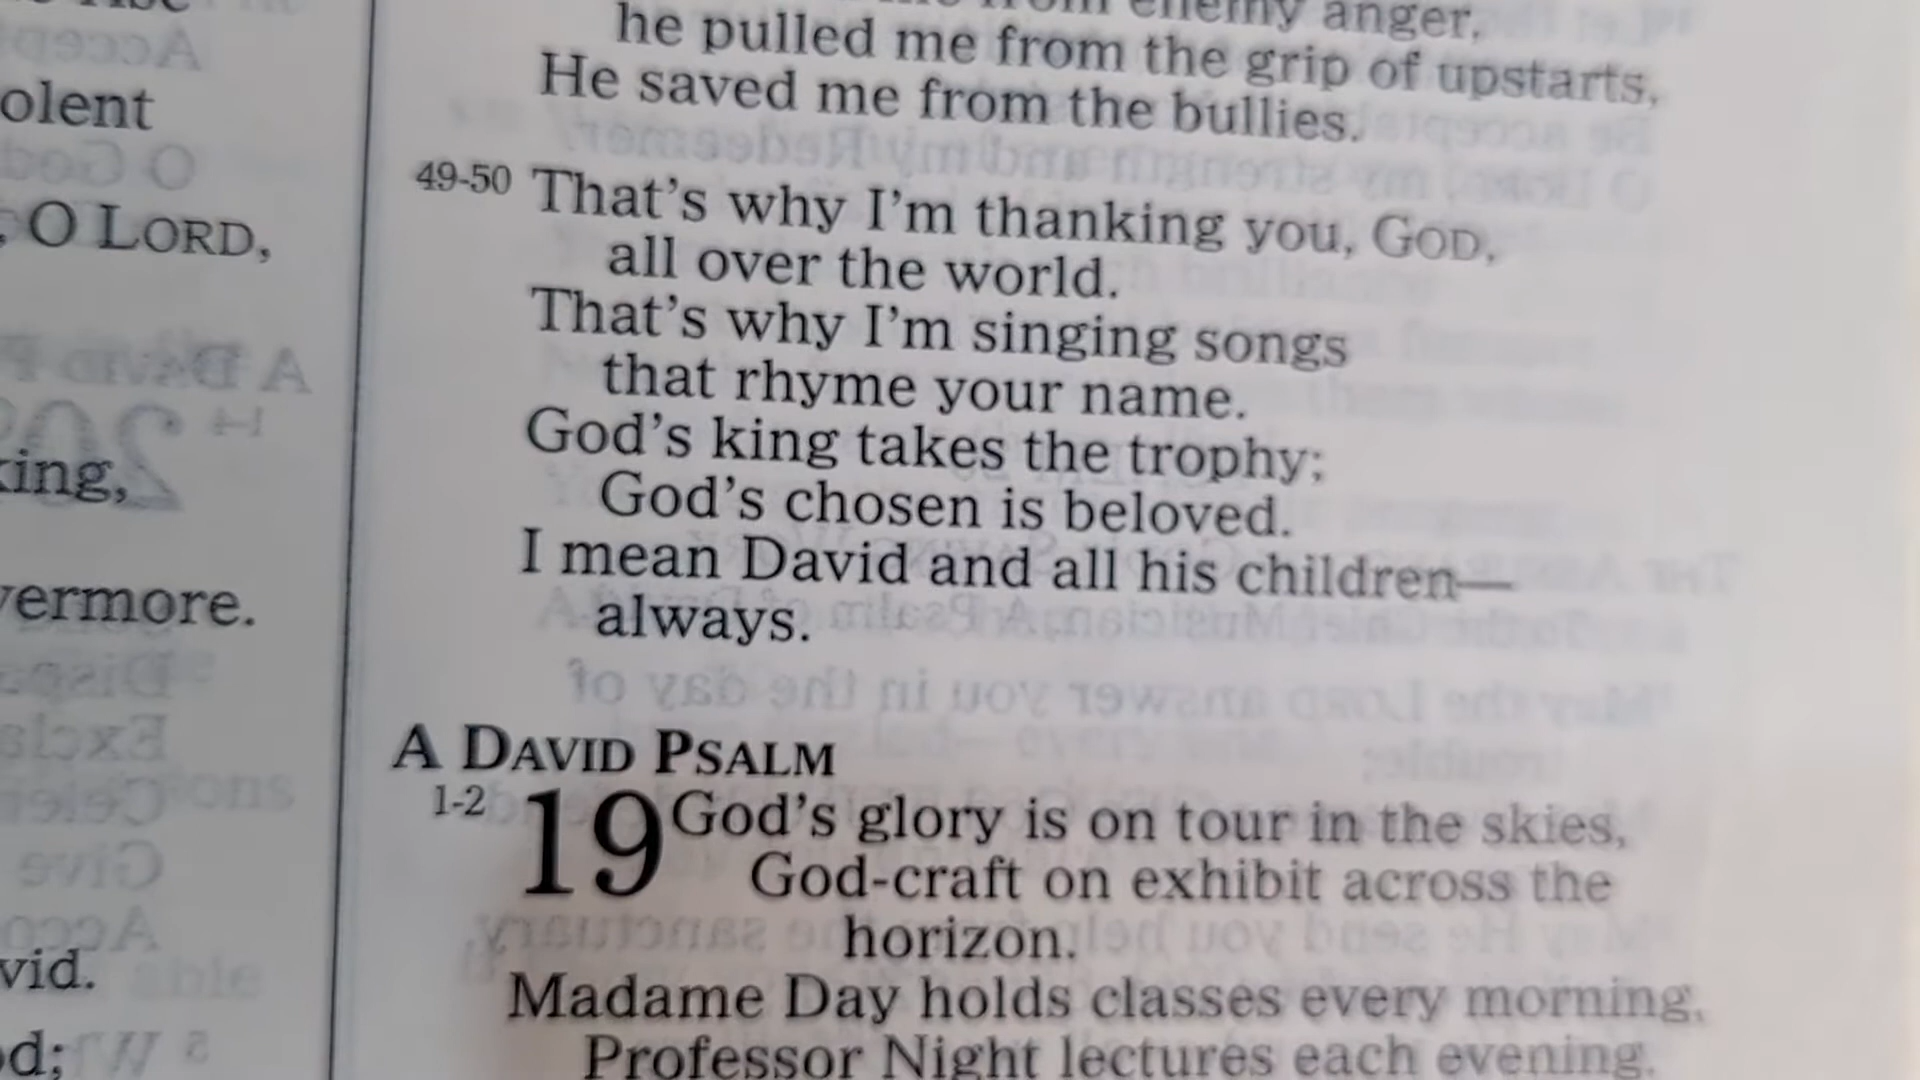 olent
O LORD,
ing,
vermore.
vid.
d;
enemy anger,
he pulled me from the grip of upstarts,
He saved me from the bullies.
49-50 That's why I'm thanking you, GOD,
all over the world.
That's why I'm singing songs
that rhyme your name.
God's king takes the trophy;
God's chosen is beloved.
I mean David and all his children—
always.
A DAVID PSALM
1-2 19 God's glory is on tour in the skies,
God-craft on exhibit across the
horizon.
Madame Day holds classes every morning,
Professor Night lectures each evening.